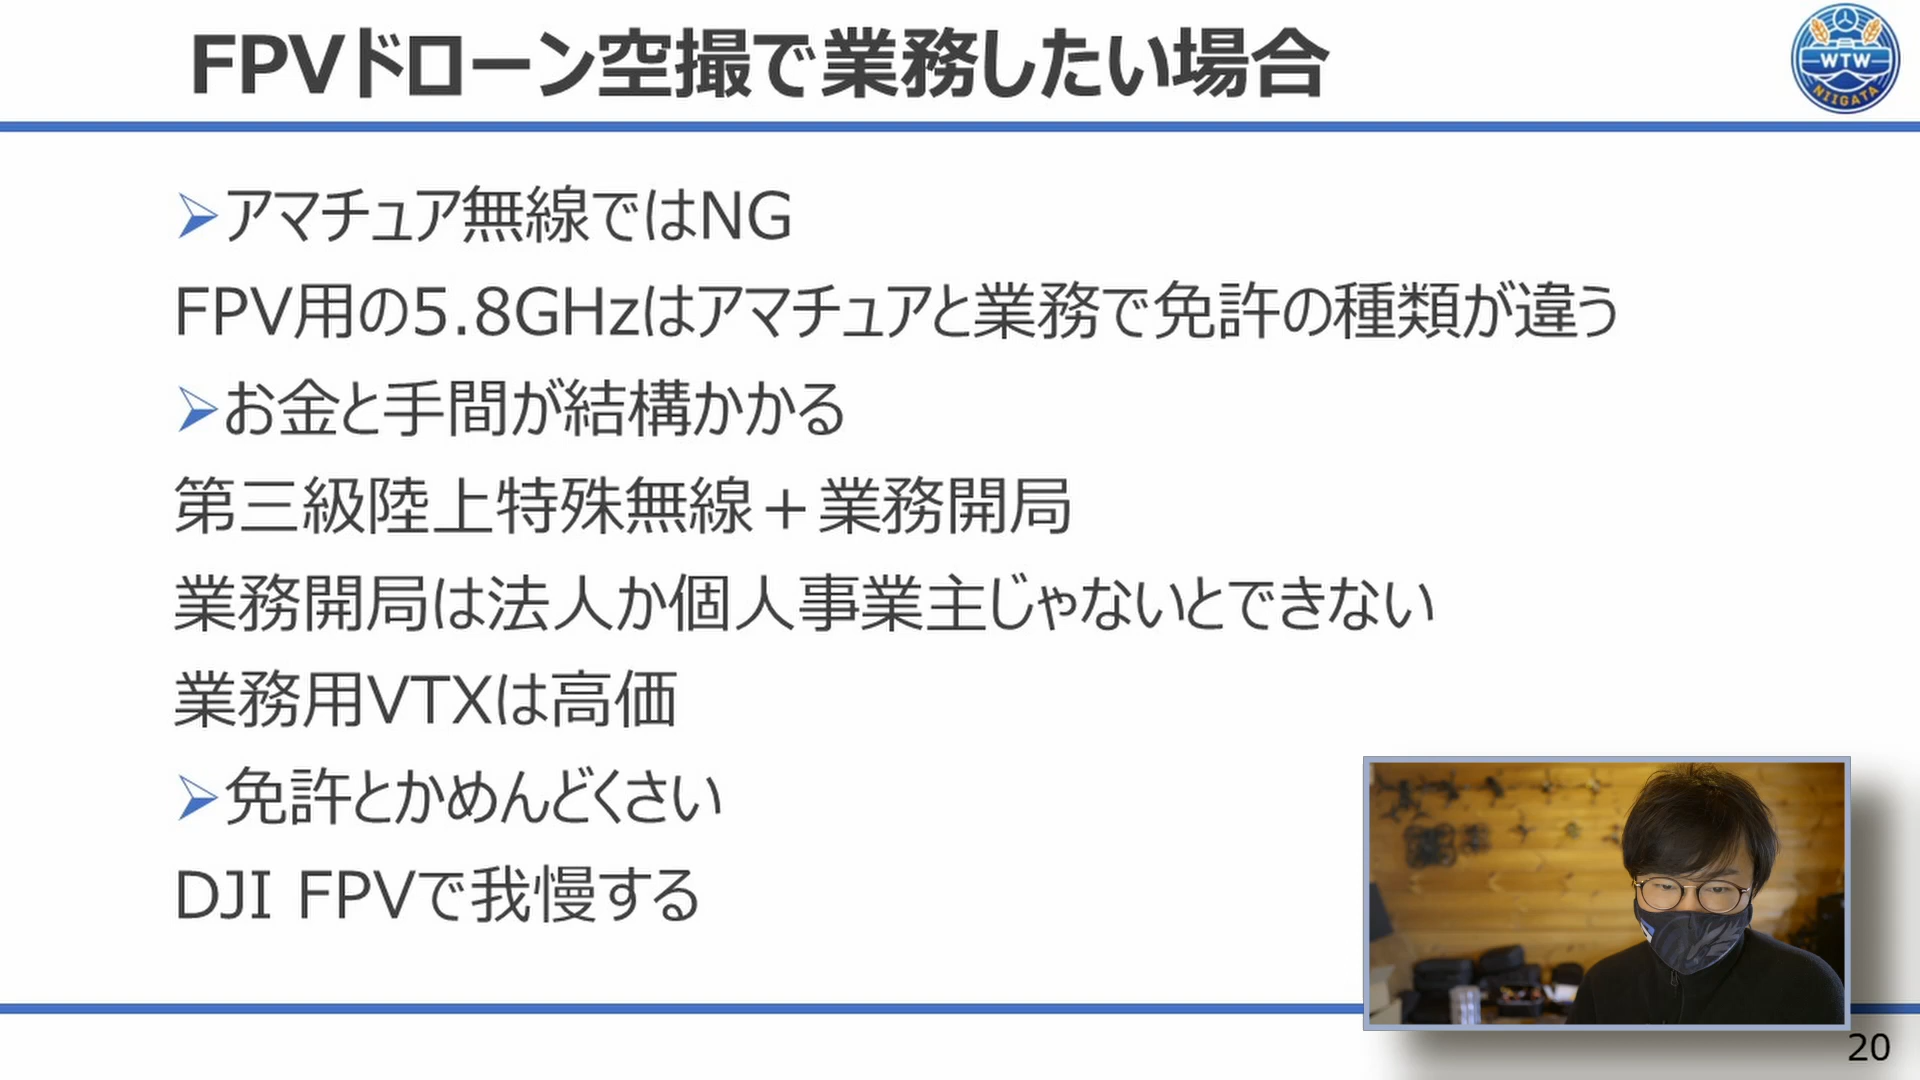 FPVドローン空撮で業務したい場合
WTW
NIIGATA
アマチュア無線ではNG
FPV用の5.8GHzはアマチュアと業務で免許の種類が違う
お金と手間が結構かかる
第三級陸上特殊無線＋業務開局
業務開局は法人か個人事業主じゃないとできない
業務用VTXは高価
免許とかめんどくさい
DJI FPVで我慢する
20